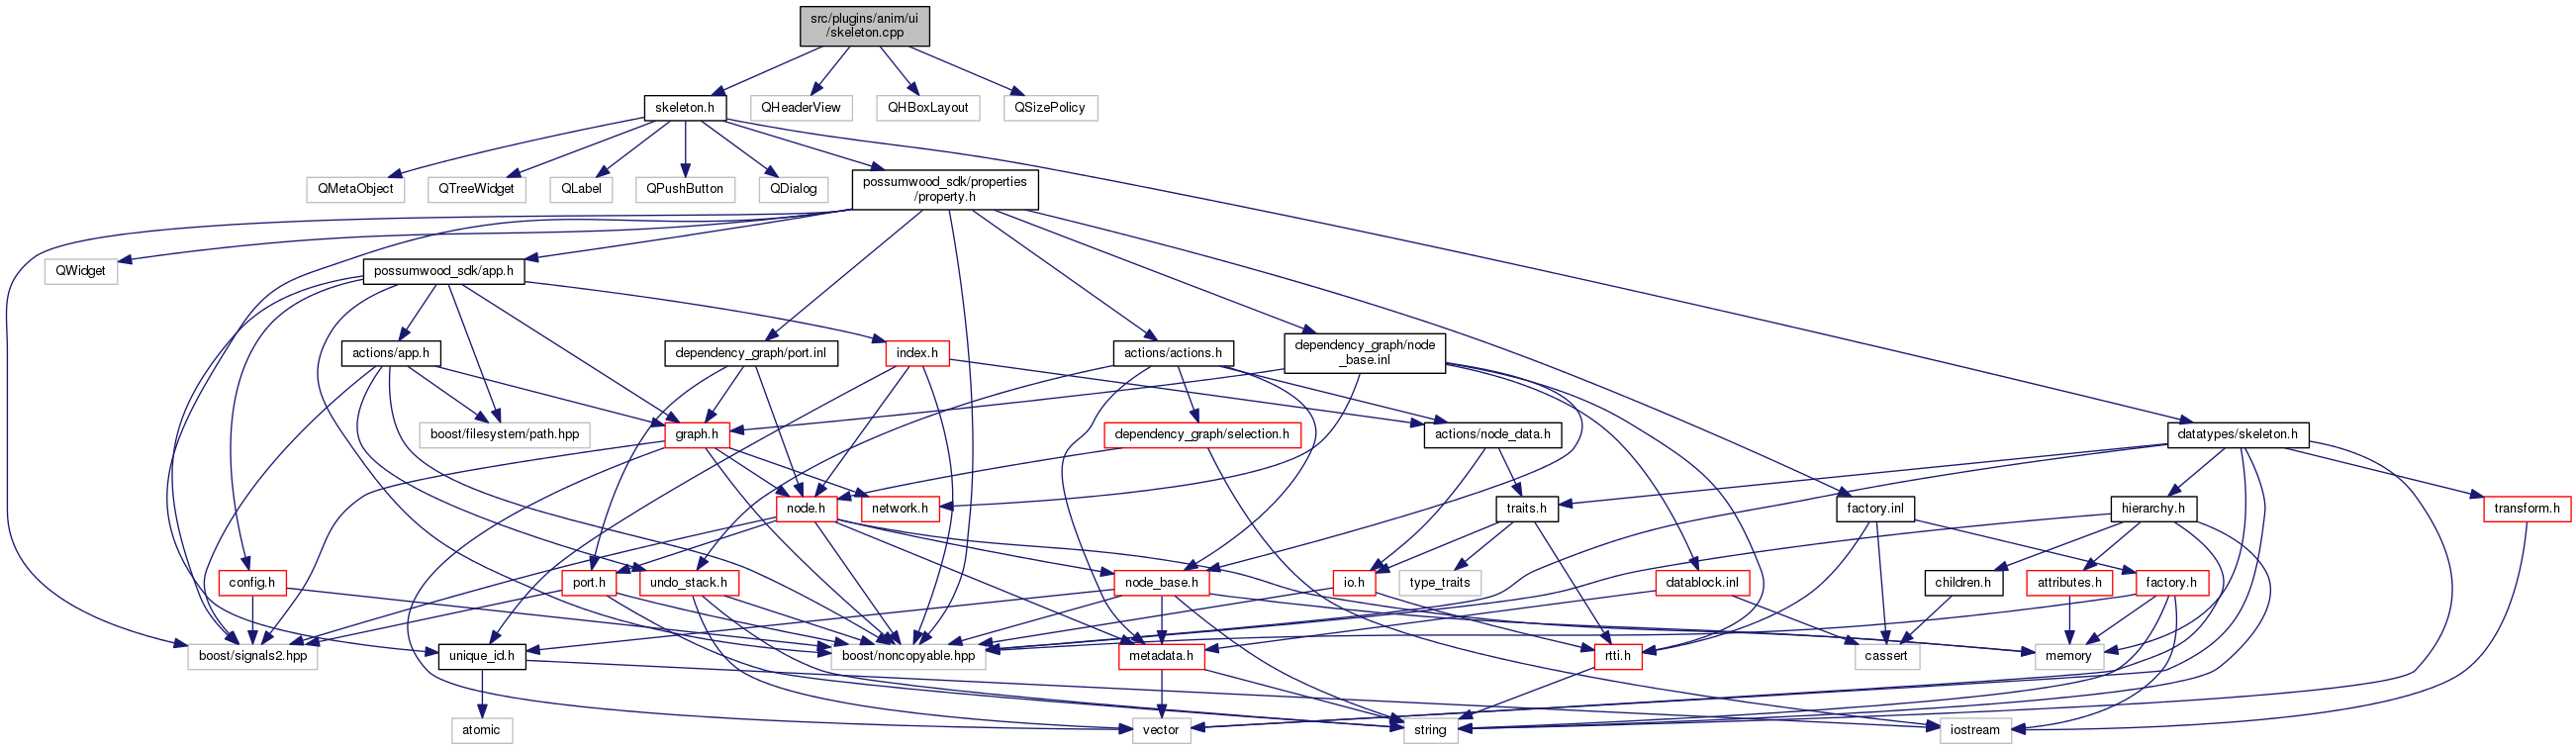 src/plugins/anim/ui
/skeleton.cpp
skeleton.h
QHeaderView
QHBoxLayout
QSizePolicy
QMetaObject
QTreeWidget
QLabel
QPushButton
QDialog
possumwood_sdk/properties
/property.h
QWidget
possumwood_sdk/app.h
actions/app.h
dependency_graph/port.inl
index.h
actions/actions.h
dependency_graph/node
_base.inl
boost/filesystem/path.hpp
graph.h
dependency_graph/selection.h
actions/node_data.h
datatypes/skeleton.h
node.h
network.h
traits.h
factory.inl
hierarchy.h
transform.h
config.h
port.h
undo_stack.h
node_base.h
io.h
type_traits
datablock.inl
children.h
attributes.h
factory.h
boost/signals2.hpp
unique_id.h
boost/noncopyable.hpp
metadata.h
rtti.h
cassert
memory
atomic
vector
string
iostream